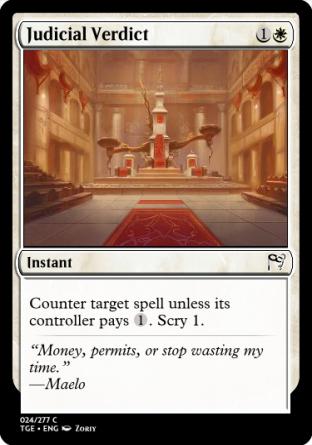 Judicial Verdict 1
Instant
Counter target spell unless its
controller pays 1. Scry 1.
“Money, permits, or stop wasting my
time.”
—Maelo
024/277 C
TGE • ENG Zoriy